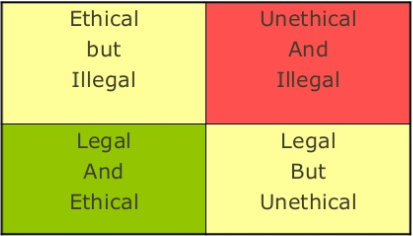 Ethical
but
Illegal
Unethical
And
Illegal
Legal
And
Ethical
Legal
But
Unethical